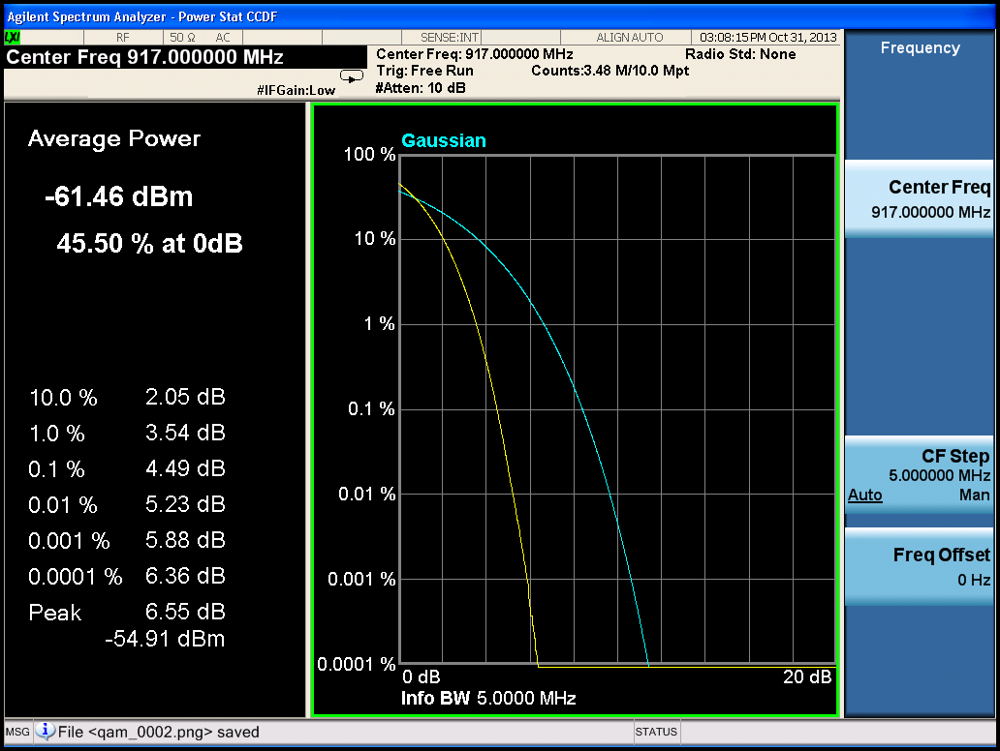 Agilent Spectrum Analyzer - Power Stat CCDF
LXI
RF 50 Ω AC SENSE:INT ALIGN AUTO 03:08:15 PM Oct 31, 2013
Center Freq 917.000000 MHz
#IFGain:Low
Center Freq: 917.000000 MHz Radio Std: None
Trig: Free Run Counts:3.48 M/10.0 Mpt
#Atten: 10 dB
Average Power
-61.46 dBm
45.50 % at 0dB
10.0 % 2.05 dB
1.0 % 3.54 dB
0.1 % 4.49 dB
0.01 % 5.23 dB
0.001 % 5.88 dB
0.0001 % 6.36 dB
Peak 6.55 dB
-54.91 dBm
Gaussian
100 %
10 %
1 %
0.1 %
0.01 %
0.001 %
0.0001 %
0 dB 20 dB
Info BW 5.0000 MHz
Frequency
Center Freq
917.000000 MHz
CF Step
5.000000 MHz
Auto Man
Freq Offset
0 Hz
MSG File <qam_0002.png> saved STATUS